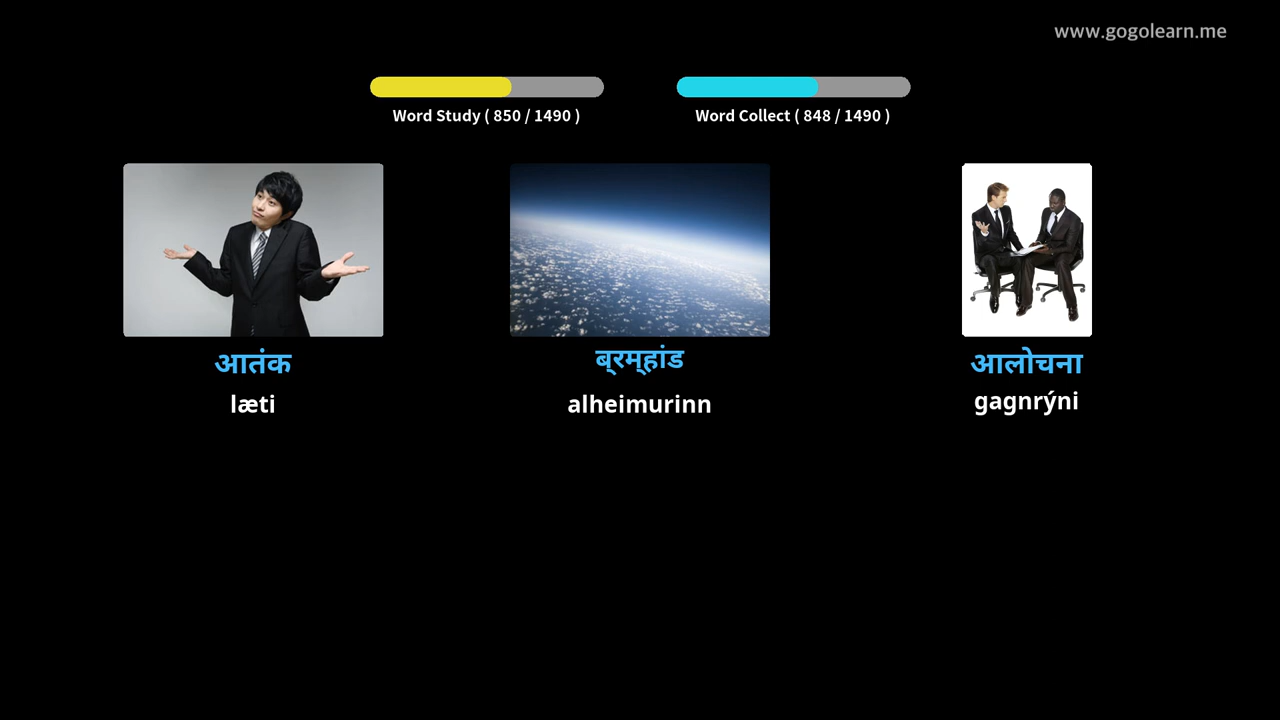 www.gogolearn.me
Word Study ( 850 / 1490 )
Word Collect ( 848 / 1490 )
आतंक
ब्रम्हांड
आलोचना
læti
alheimurinn
gagnrýni